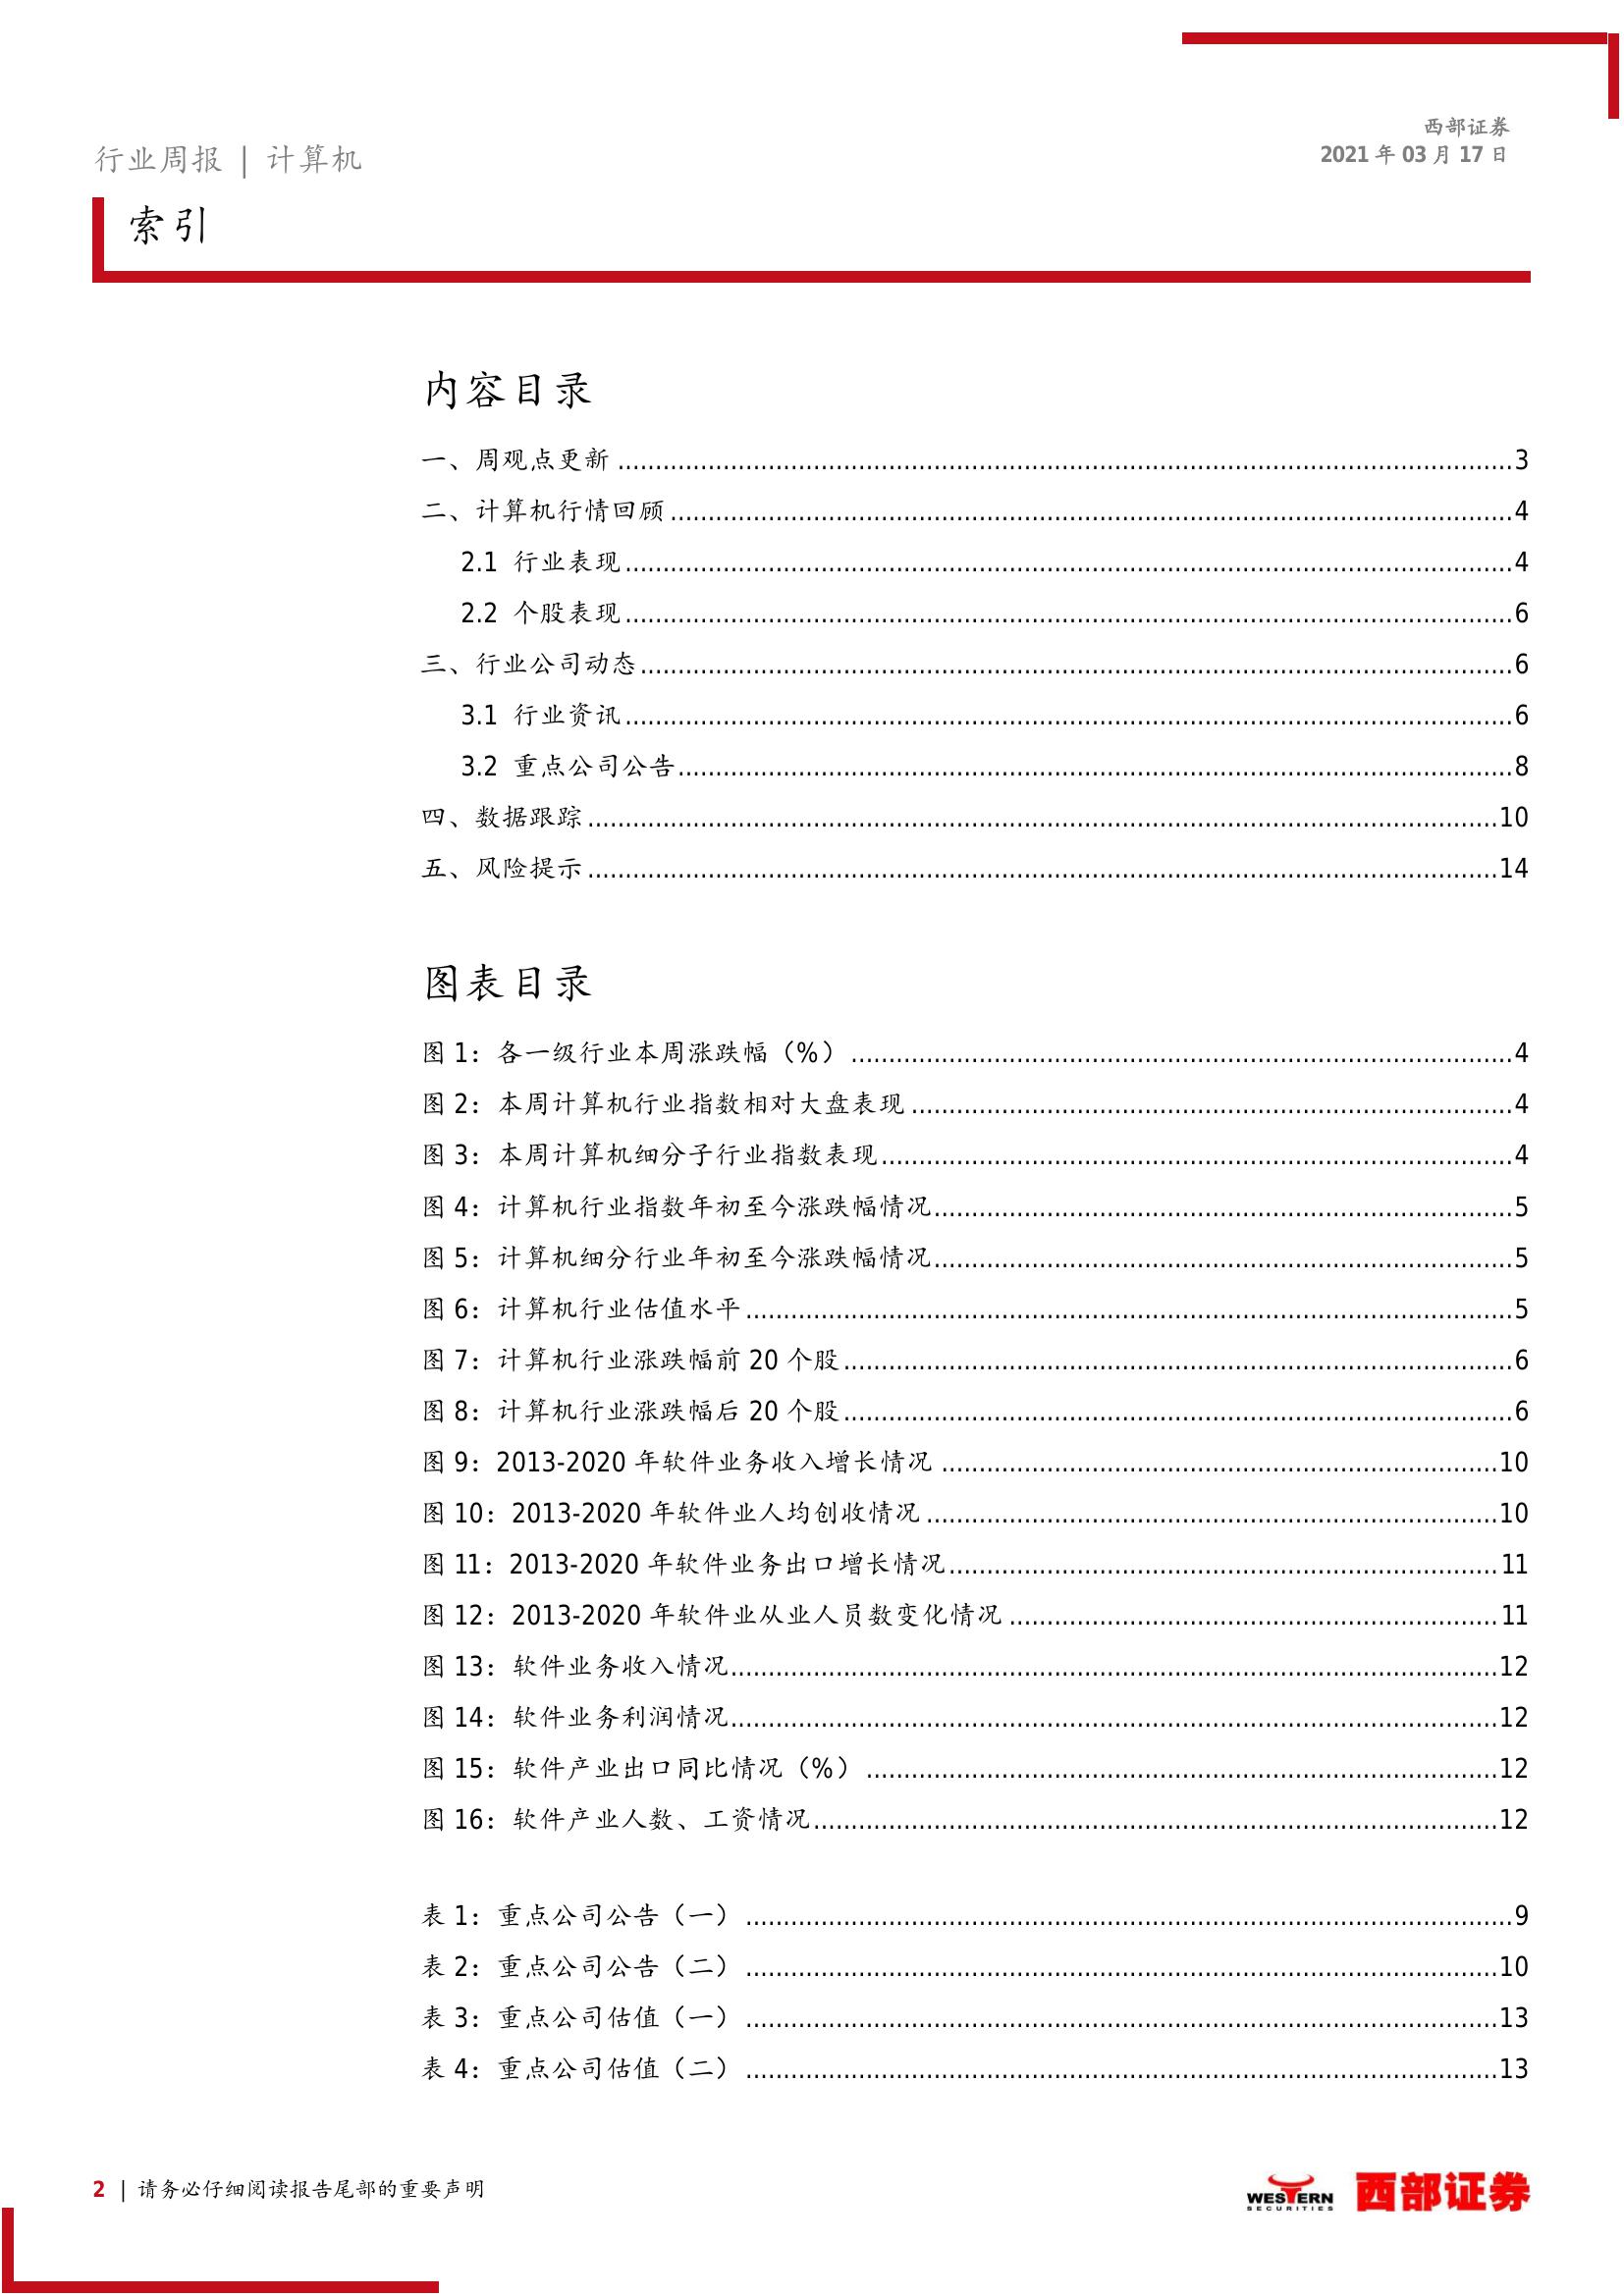 西部证券
2021 年 03 月 17 日
行业周报 | 计算机
索引
内容目录
一、周观点更新 ........ 3
二、计算机行情回顾 ........ 4
2.1 行业表现 ........ 4
2.2 个股表现 ........ 6
三、行业公司动态 ........ 6
3.1 行业资讯 ........ 6
3.2 重点公司公告 ........ 8
四、数据跟踪 ........ 10
五、风险提示 ........ 14
图表目录
图 1：各一级行业本周涨跌幅（%） ........ 4
图 2：本周计算机行业指数相对大盘表现 ........ 4
图 3：本周计算机细分子行业指数表现 ........ 4
图 4：计算机行业指数年初至今涨跌幅情况 ........ 5
图 5：计算机细分行业年初至今涨跌幅情况 ........ 5
图 6：计算机行业估值水平 ........ 5
图 7：计算机行业涨跌幅前 20 个股 ........ 6
图 8：计算机行业涨跌幅后 20 个股 ........ 6
图 9：2013-2020 年软件业务收入增长情况 ........ 10
图 10：2013-2020 年软件业人均创收情况 ........ 10
图 11：2013-2020 年软件业务出口增长情况 ........ 11
图 12：2013-2020 年软件业从业人员数变化情况 ........ 11
图 13：软件业务收入情况 ........ 12
图 14：软件业务利润情况 ........ 12
图 15：软件产业出口同比情况（%） ........ 12
图 16：软件产业人数、工资情况 ........ 12
表 1：重点公司公告（一） ........ 9
表 2：重点公司公告（二） ........ 10
表 3：重点公司估值（一） ........ 13
表 4：重点公司估值（二） ........ 13
2 | 请务必仔细阅读报告尾部的重要声明
WESTERN
SECURITIES
西部证券